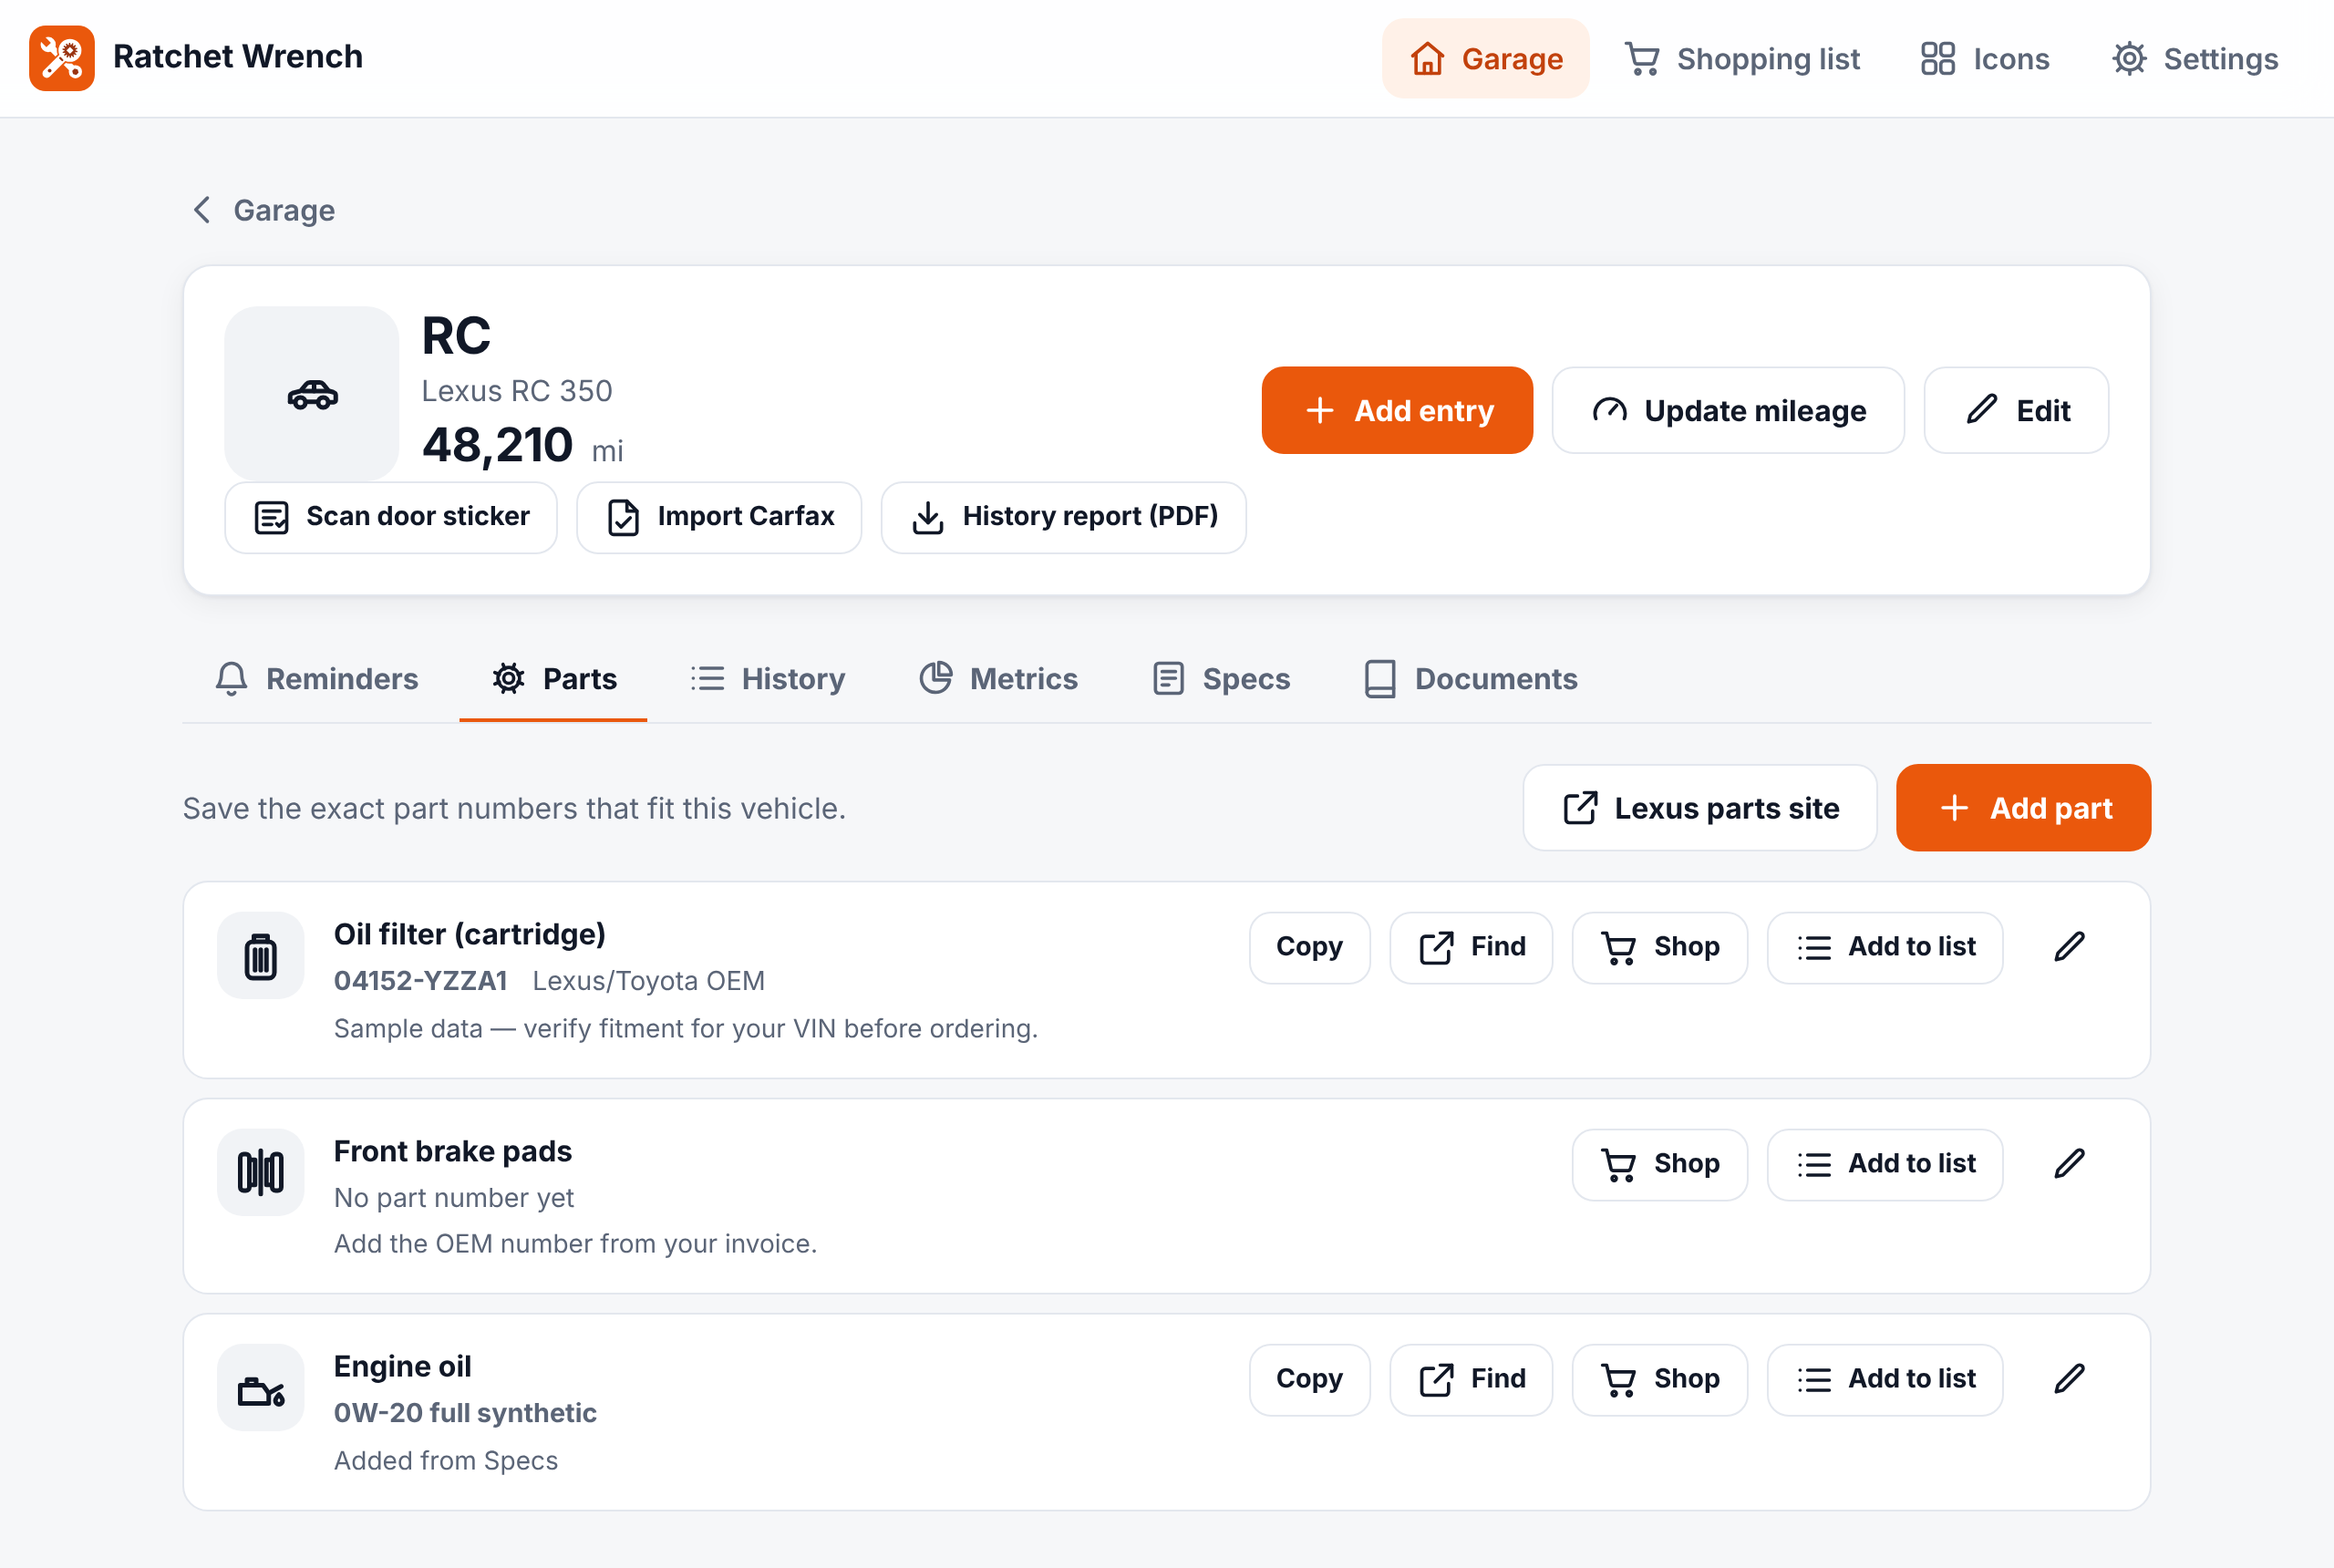 Ratchet Wrench
Garage
Shopping list
Icons
Settings
Garage
RC
Lexus RC 350
48,210 mi
Add entry
Update mileage
Edit
Scan door sticker
Import Carfax
History report (PDF)
Reminders
Parts
History
Metrics
Specs
Documents
Save the exact part numbers that fit this vehicle.
Lexus parts site
Add part
Oil filter (cartridge)
04152-YZZA1 Lexus/Toyota OEM
Sample data — verify fitment for your VIN before ordering.
Copy
Find
Shop
Add to list
Front brake pads
No part number yet
Add the OEM number from your invoice.
Shop
Add to list
Engine oil
0W-20 full synthetic
Added from Specs
Copy
Find
Shop
Add to list